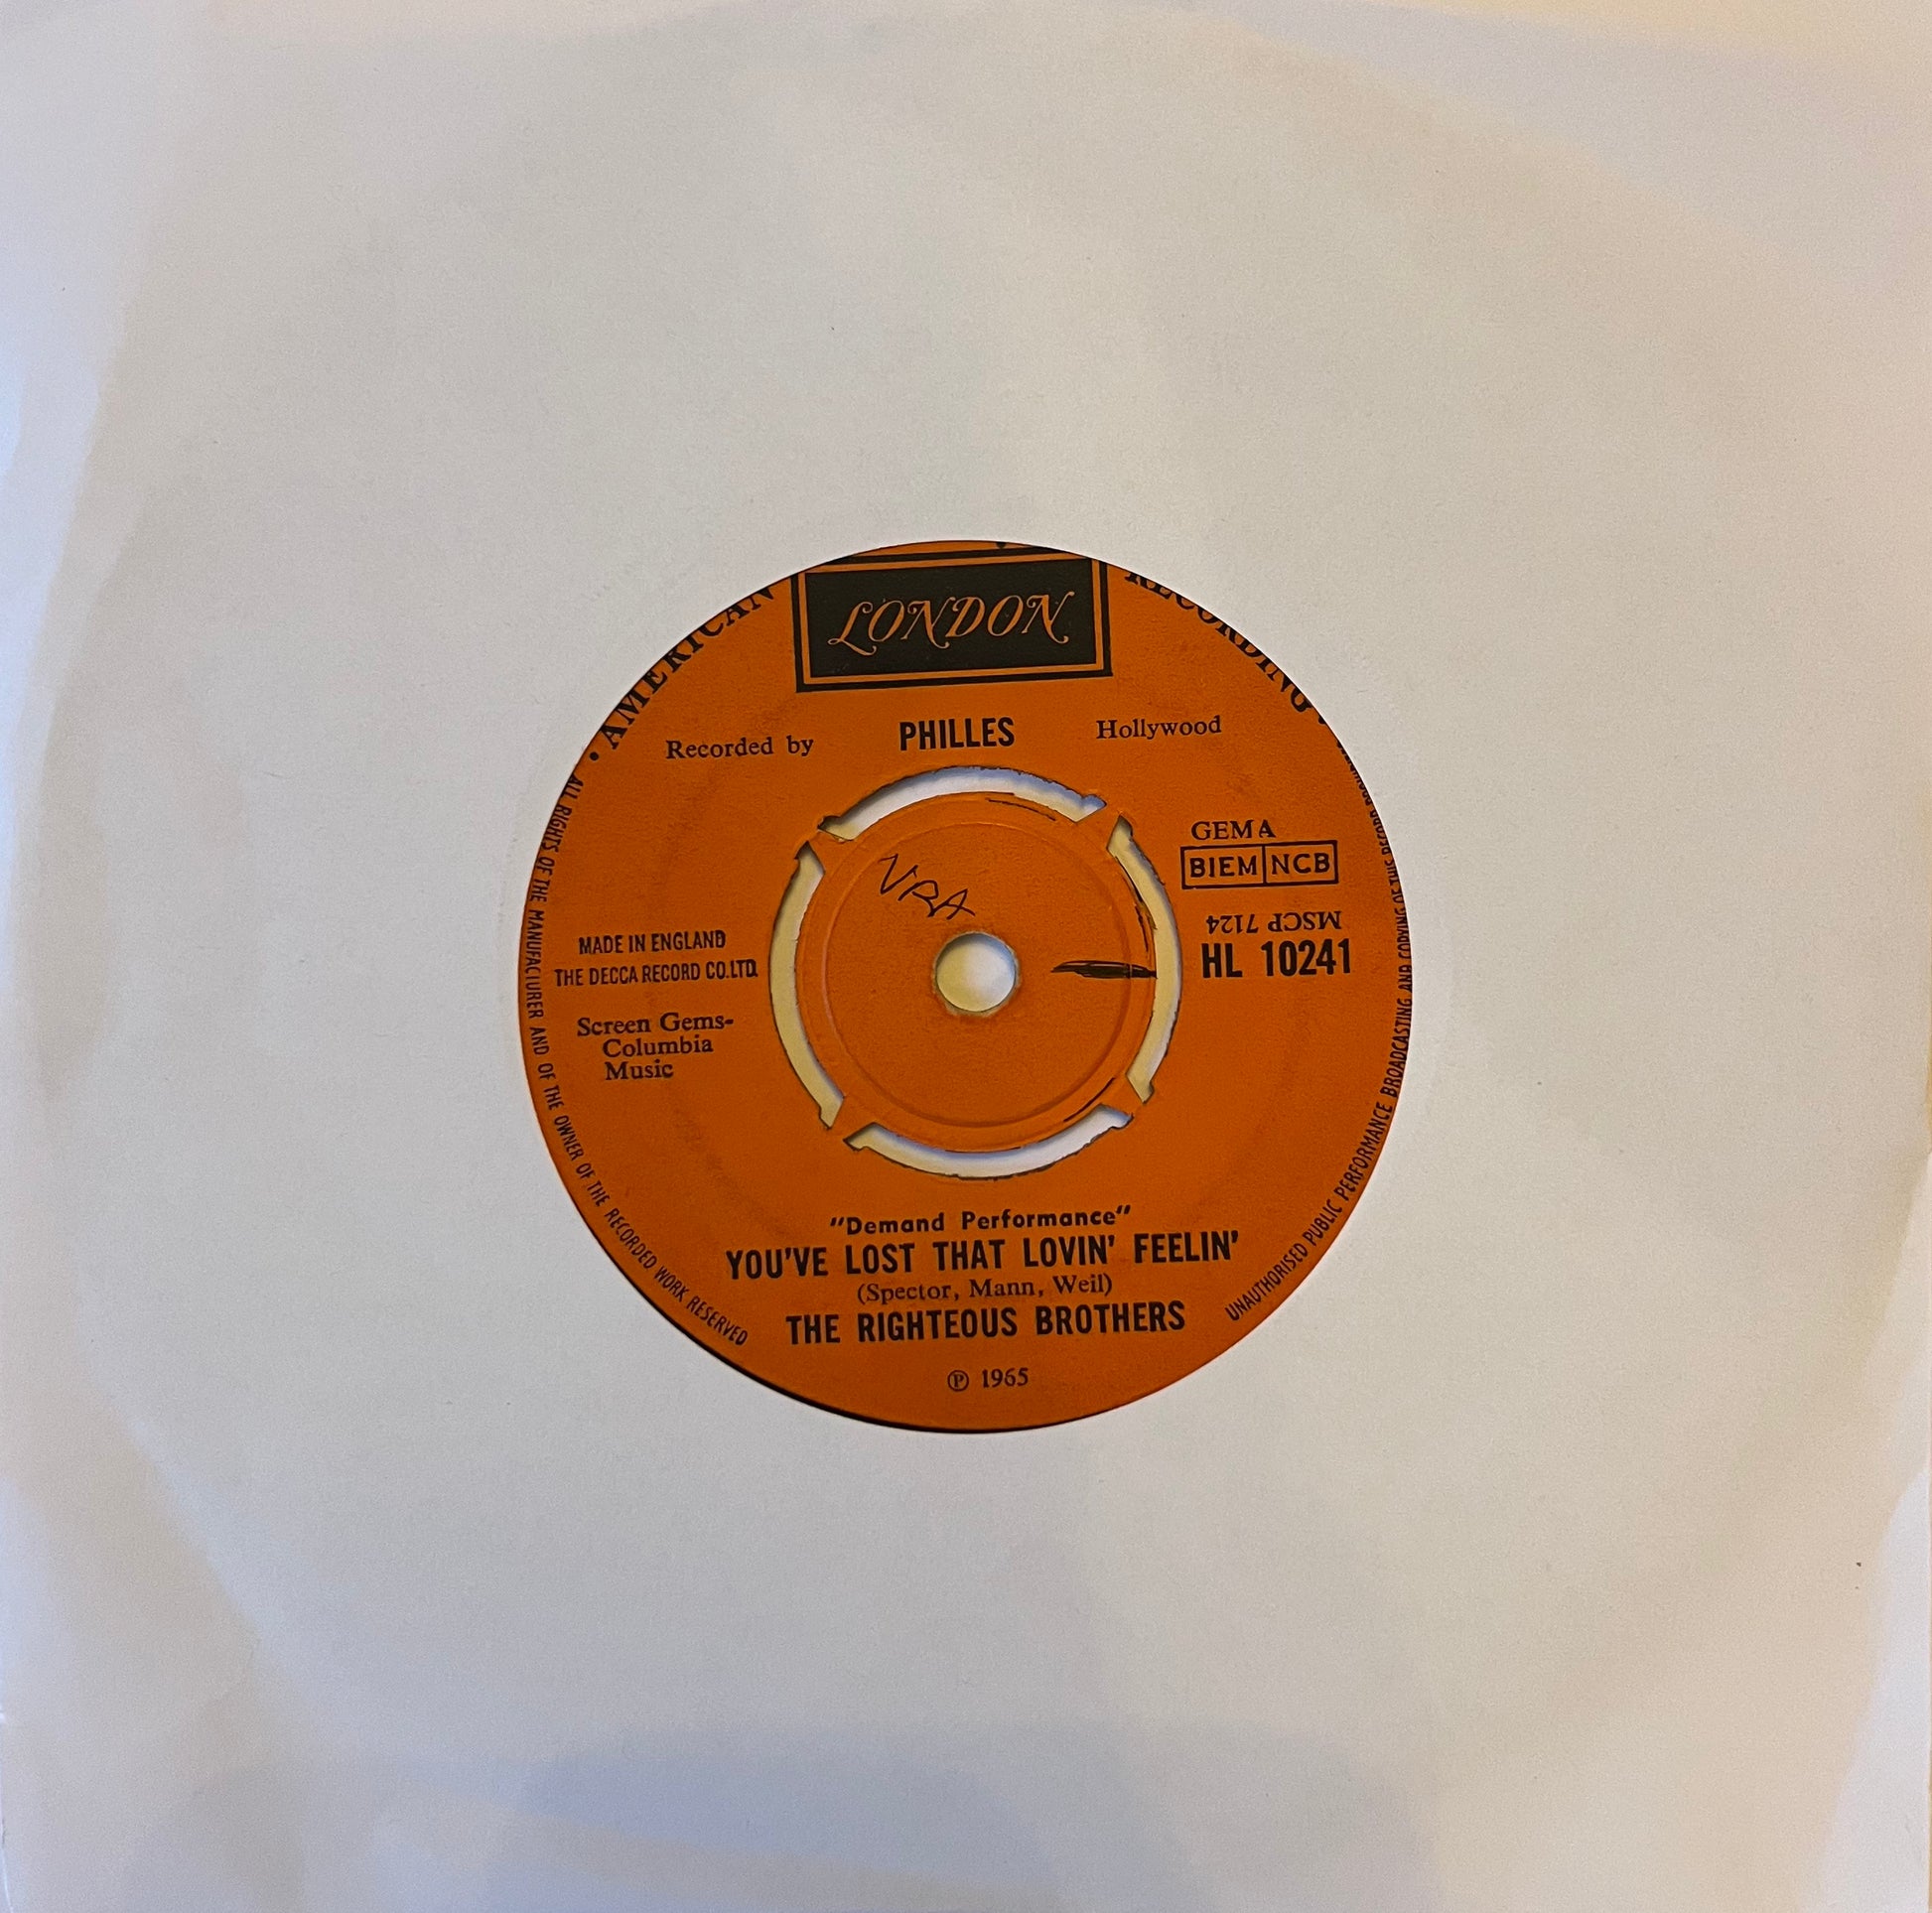 AMERICAN
LONDON
RECORDING
Recorded by PHILLES Hollywood
VRA
GEMA
BIEM NCB
MSCP 7124
HL 10241
MADE IN ENGLAND
THE DECCA RECORD CO.LTD.
Screen Gems-
Columbia
Music
"Demand Performance"
YOU'VE LOST THAT LOVIN' FEELIN'
(Spector, Mann, Weil)
THE RIGHTEOUS BROTHERS
℗ 1965
ALL RIGHTS OF THE MANUFACTURER AND OF THE OWNER OF THE RECORDED WORK RESERVED
UNAUTHORISED PUBLIC PERFORMANCE BROADCASTING AND COPYING OF THIS RECORD